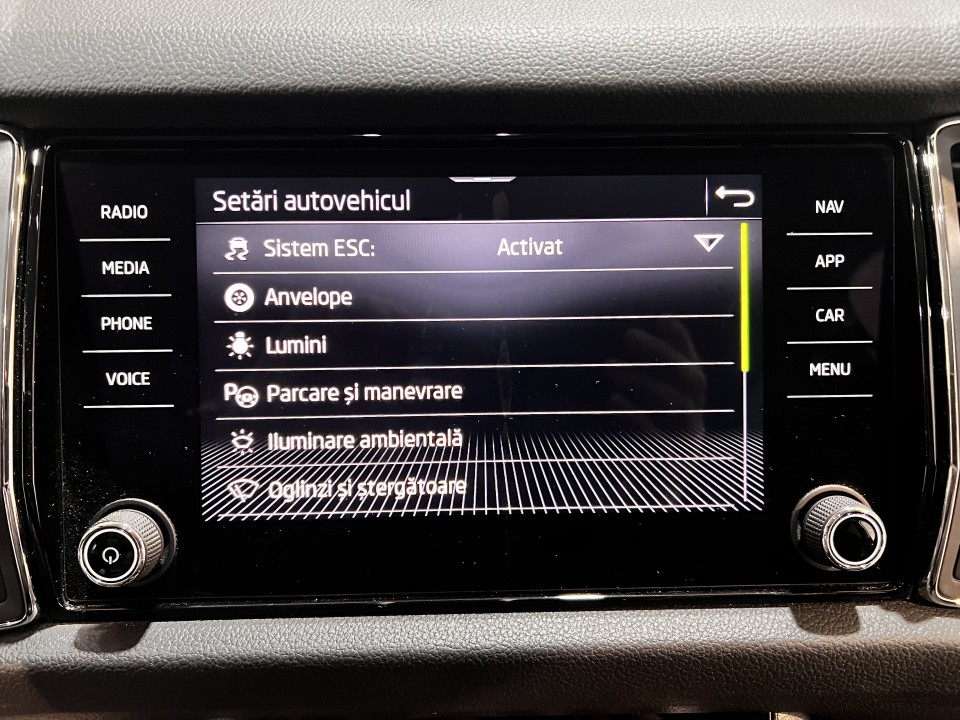 RADIO
MEDIA
PHONE
VOICE
Setări autovehicul
Sistem ESC: Activat
Anvelope
Lumini
P Parcare și manevrare
Iluminare ambientală
Oglinzi și ștergătoare
NAV
APP
CAR
MENU